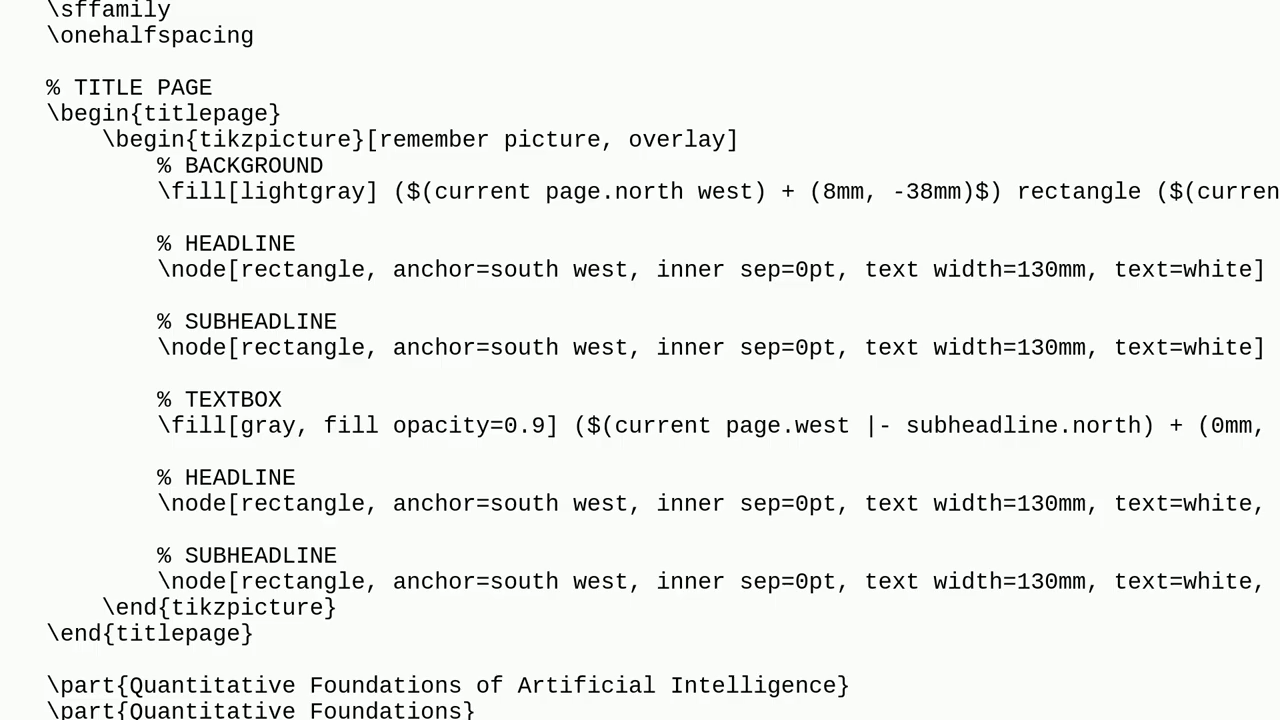 \sffamily
\onehalfspacing
% TITLE PAGE
\begin{titlepage}
\begin{tikzpicture}[remember picture, overlay]
% BACKGROUND
\fill[lightgray] ($(current page.north west) + (8mm, -38mm)$) rectangle ($(curren
% HEADLINE
\node[rectangle, anchor=south west, inner sep=0pt, text width=130mm, text=white]
% SUBHEADLINE
\node[rectangle, anchor=south west, inner sep=0pt, text width=130mm, text=white]
% TEXTBOX
\fill[gray, fill opacity=0.9] ($(current page.west |- subheadline.north) + (0mm,
% HEADLINE
\node[rectangle, anchor=south west, inner sep=0pt, text width=130mm, text=white,
% SUBHEADLINE
\node[rectangle, anchor=south west, inner sep=0pt, text width=130mm, text=white,
\end{tikzpicture}
\end{titlepage}
\part{Quantitative Foundations of Artificial Intelligence}
\part{Quantitative Foundations}